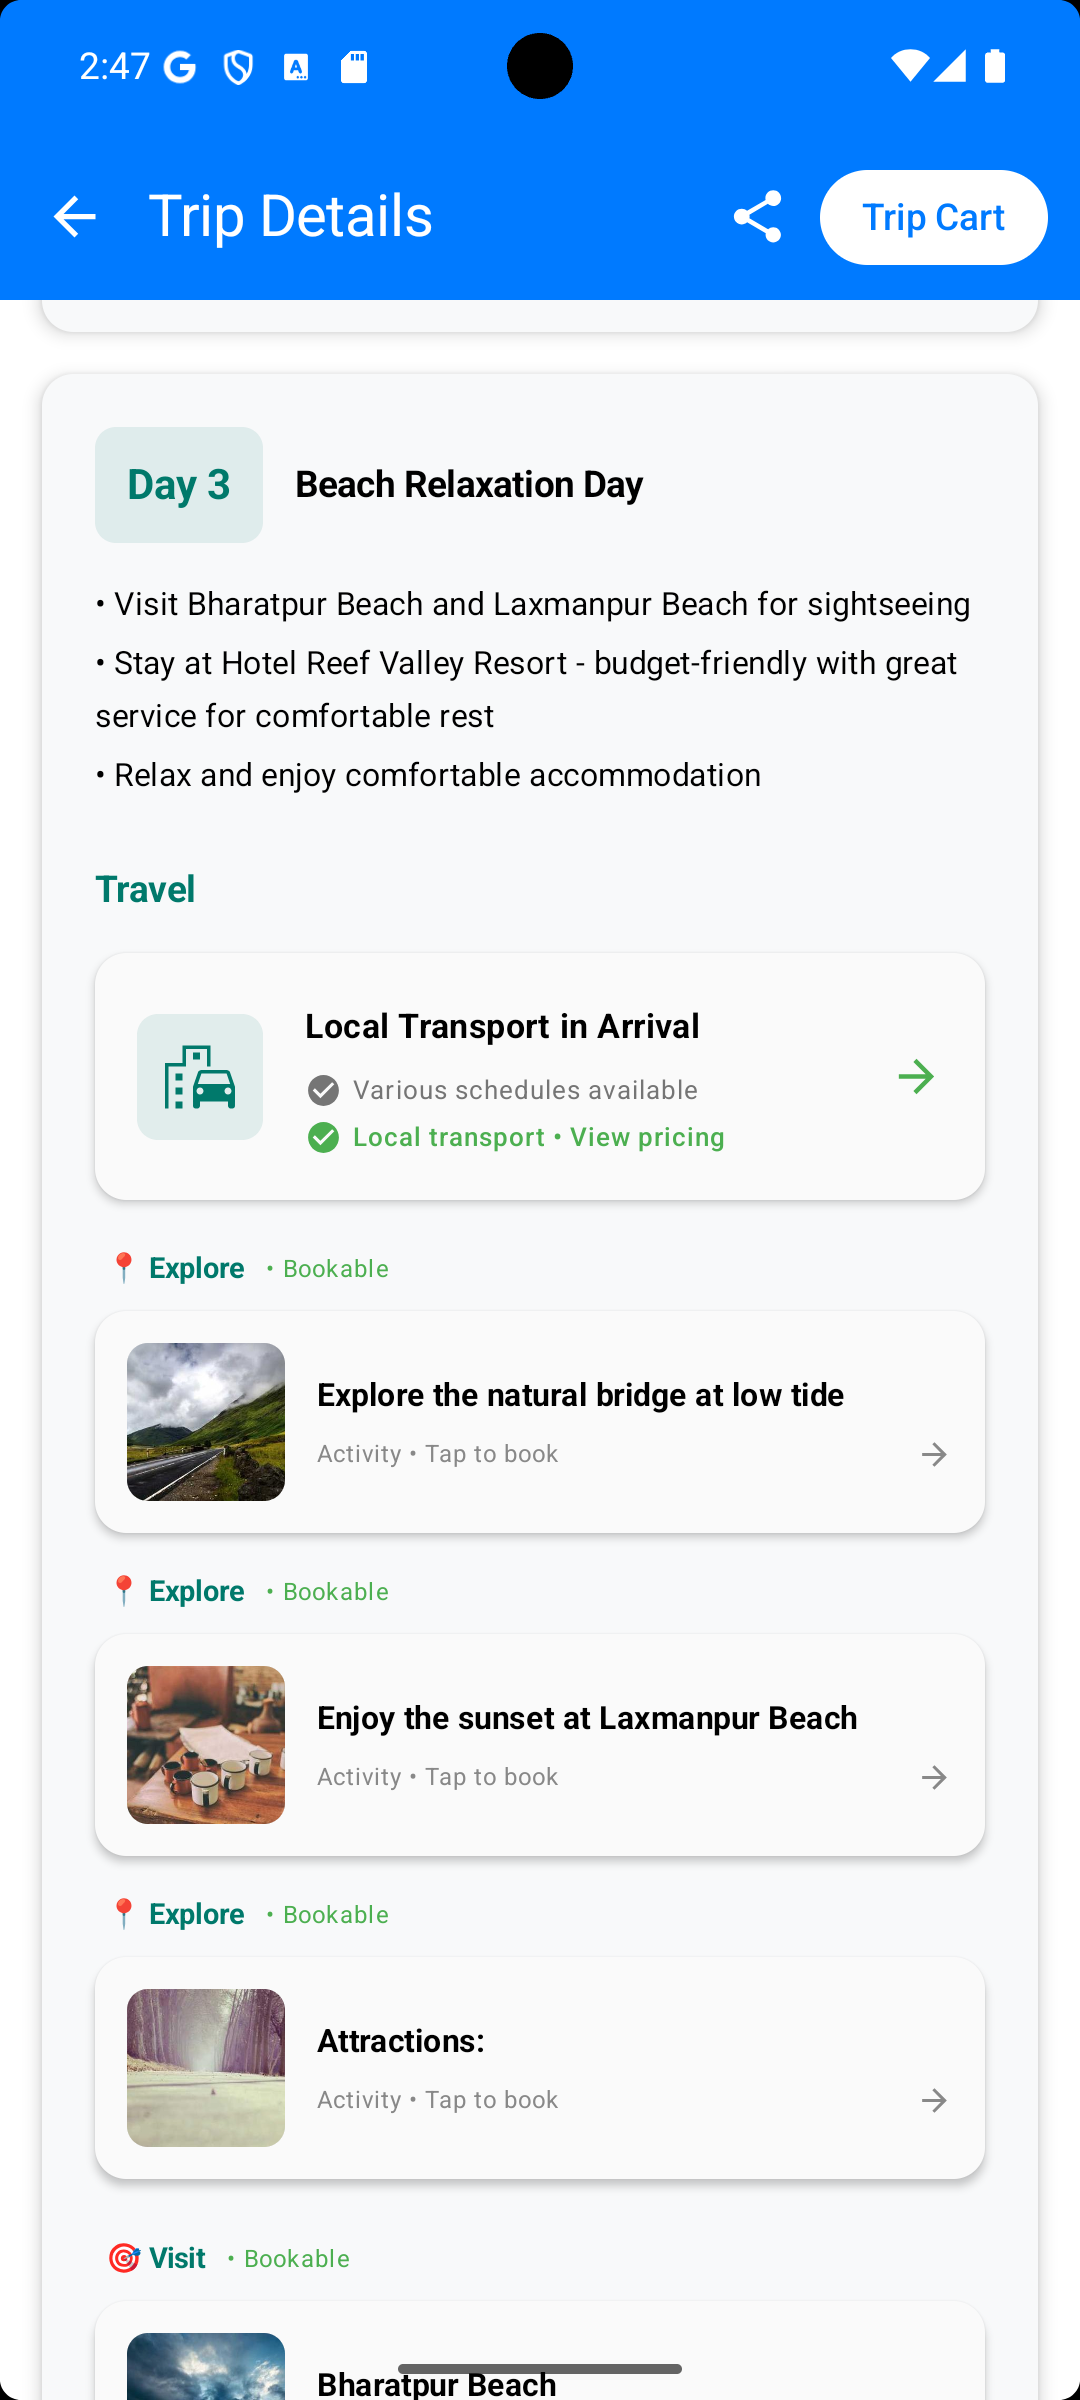 2:47
Trip Details
Trip Cart
Day 3
Beach Relaxation Day
• Visit Bharatpur Beach and Laxmanpur Beach for sightseeing
• Stay at Hotel Reef Valley Resort - budget-friendly with great
service for comfortable rest
• Relax and enjoy comfortable accommodation
Travel
Local Transport in Arrival
Various schedules available
Local transport • View pricing
📍 Explore • Bookable
Explore the natural bridge at low tide
Activity • Tap to book
📍 Explore • Bookable
Enjoy the sunset at Laxmanpur Beach
Activity • Tap to book
📍 Explore • Bookable
Attractions:
Activity • Tap to book
🎯 Visit • Bookable
Bharatpur Beach